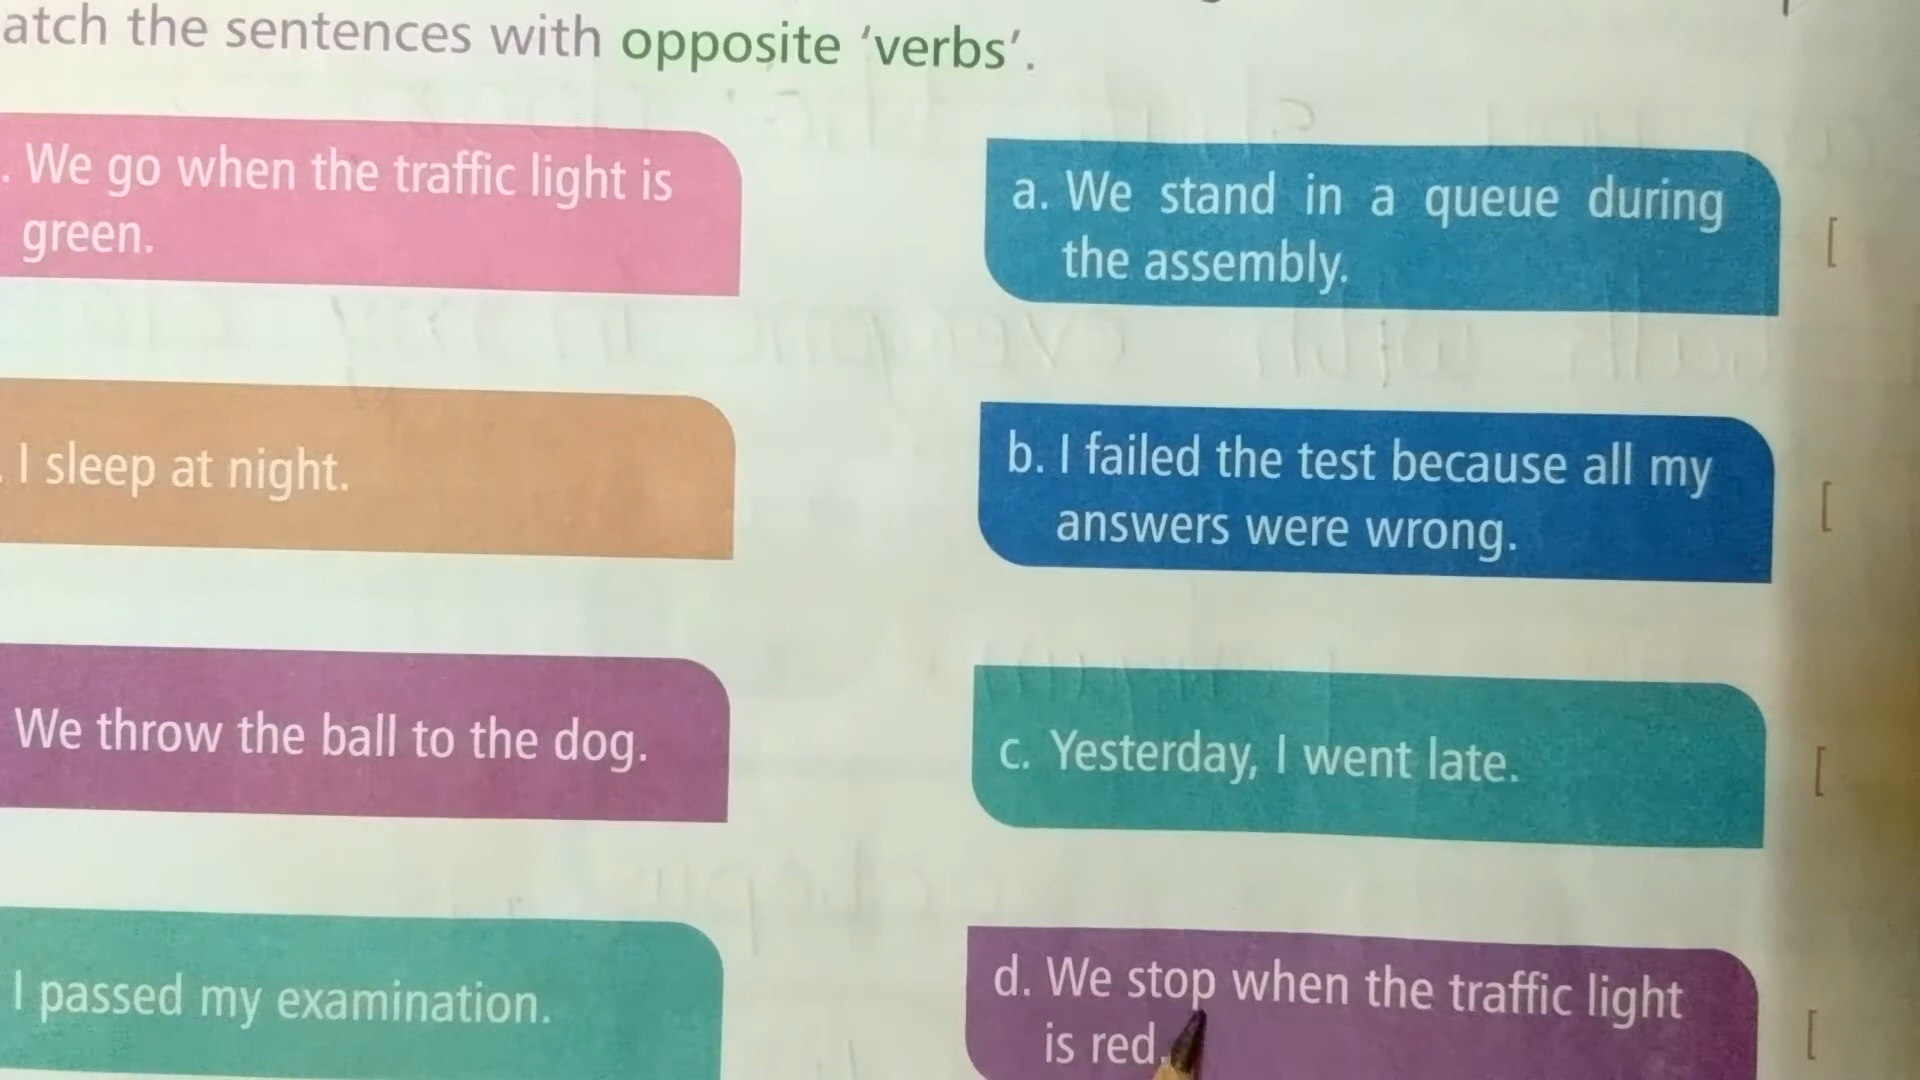 atch the sentences with opposite ‘verbs’.
. We go when the traffic light is
green.
. I sleep at night.
We throw the ball to the dog.
I passed my examination.
a. We stand in a queue during
the assembly.
[
b. I failed the test because all my
answers were wrong.
[
c. Yesterday, I went late.
[
d. We stop when the traffic light
is red.
[